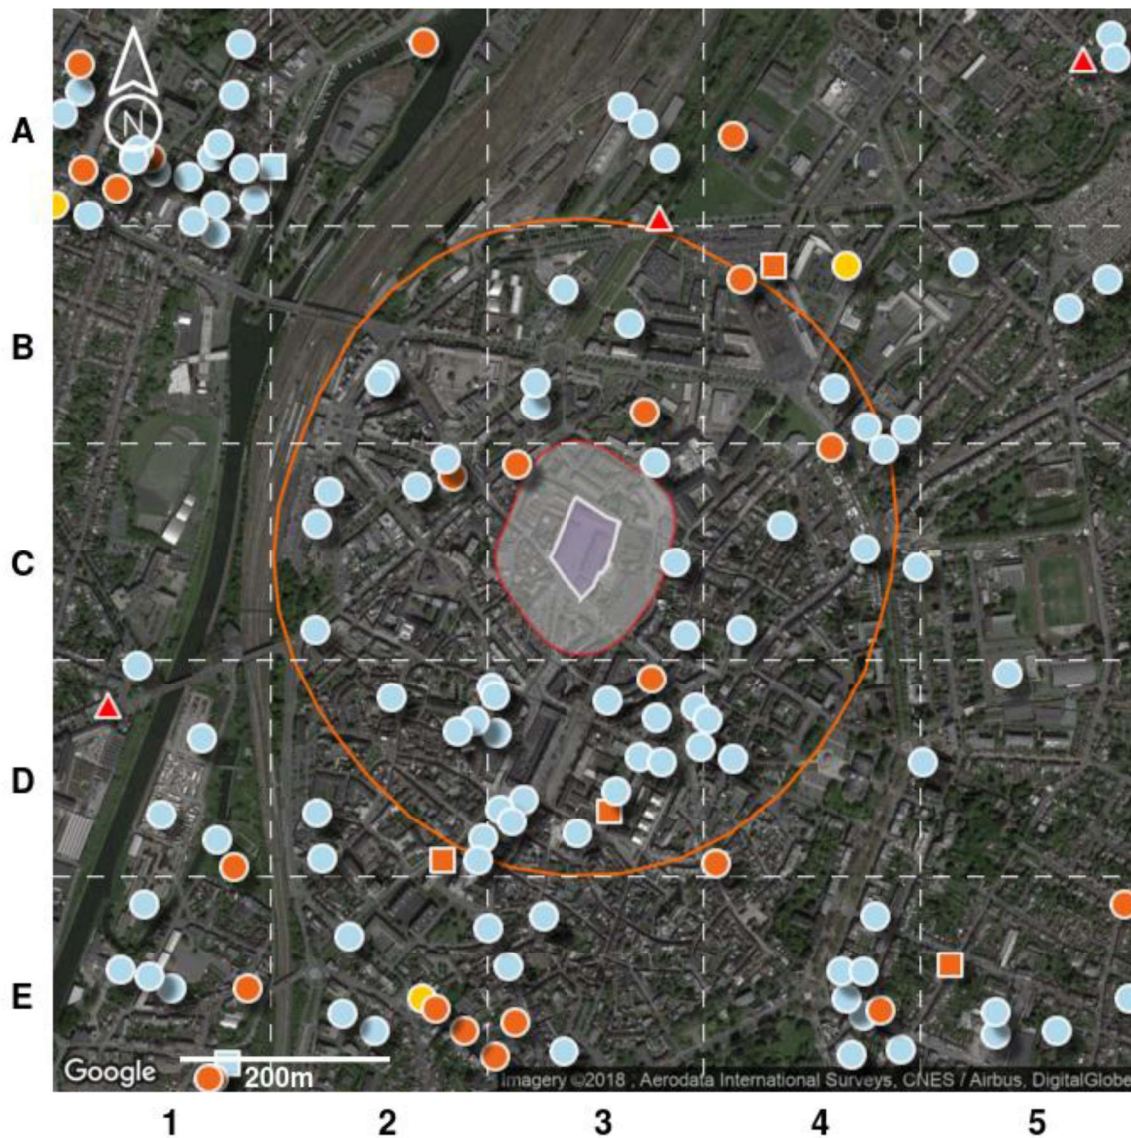 N
A
B
C
D
E
Google
200m
Imagery ©2018 , Aerodata International Surveys, CNES / Airbus, DigitalGlobe
1 2 3 4 5